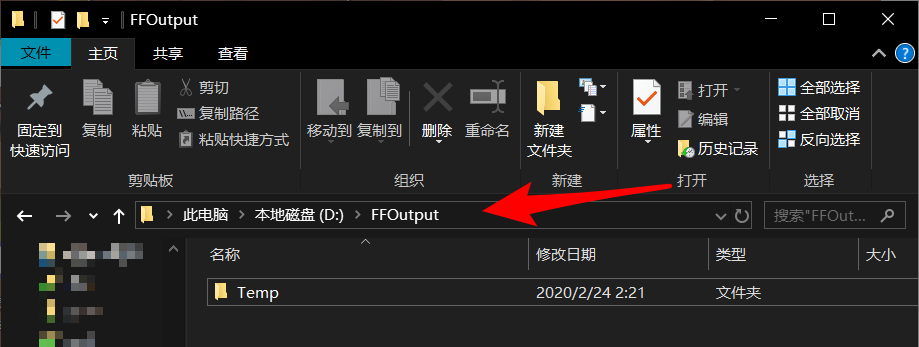 FFOutput
文件 主页 共享 查看
固定到
快速访问
复制
粘贴
剪切
复制路径
粘贴快捷方式
剪贴板
移动到 复制到 删除 重命名
组织
新建
文件夹
新建
属性
打开
编辑
历史记录
打开
全部选择
全部取消
反向选择
选择
此电脑 > 本地磁盘 (D:) > FFOutput
搜索"FFOut...
名称 修改日期 类型 大小
Temp 2020/2/24 2:21 文件夹